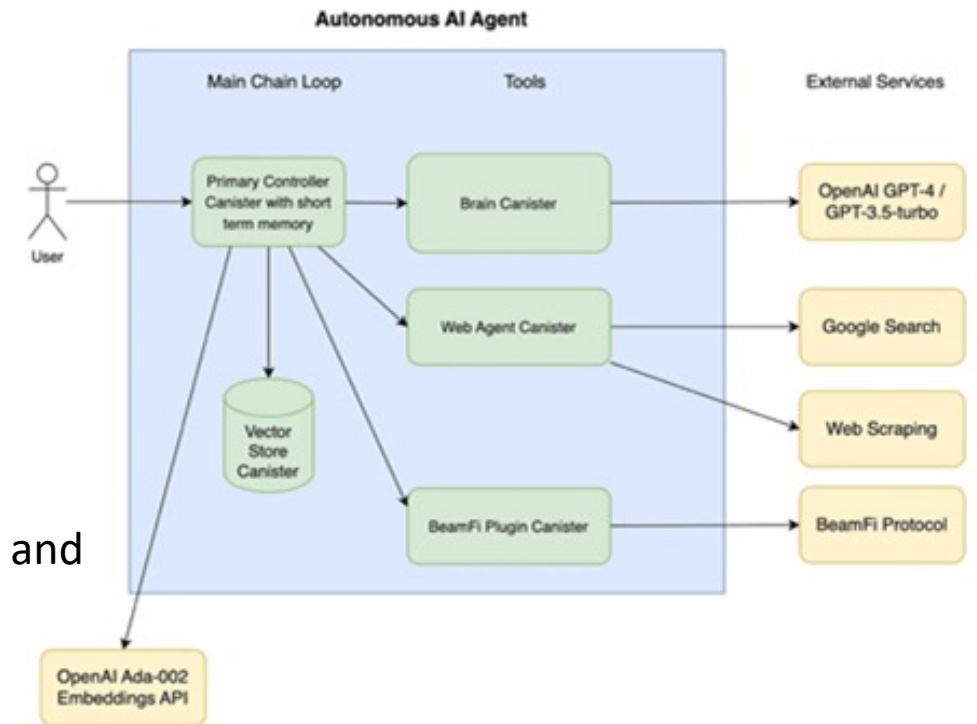 Autonomous AI Agent
Main Chain Loop
Tools
External Services
Primary Controller
Canister with short
term memory
Brain Canister
OpenAI GPT-4 /
GPT-3.5-turbo
User
Web Agent Canister
Google Search
Vector
Store
Canister
Web Scraping
BeamFi Plugin Canister
BeamFi Protocol
and
OpenAI Ada-002
Embeddings API